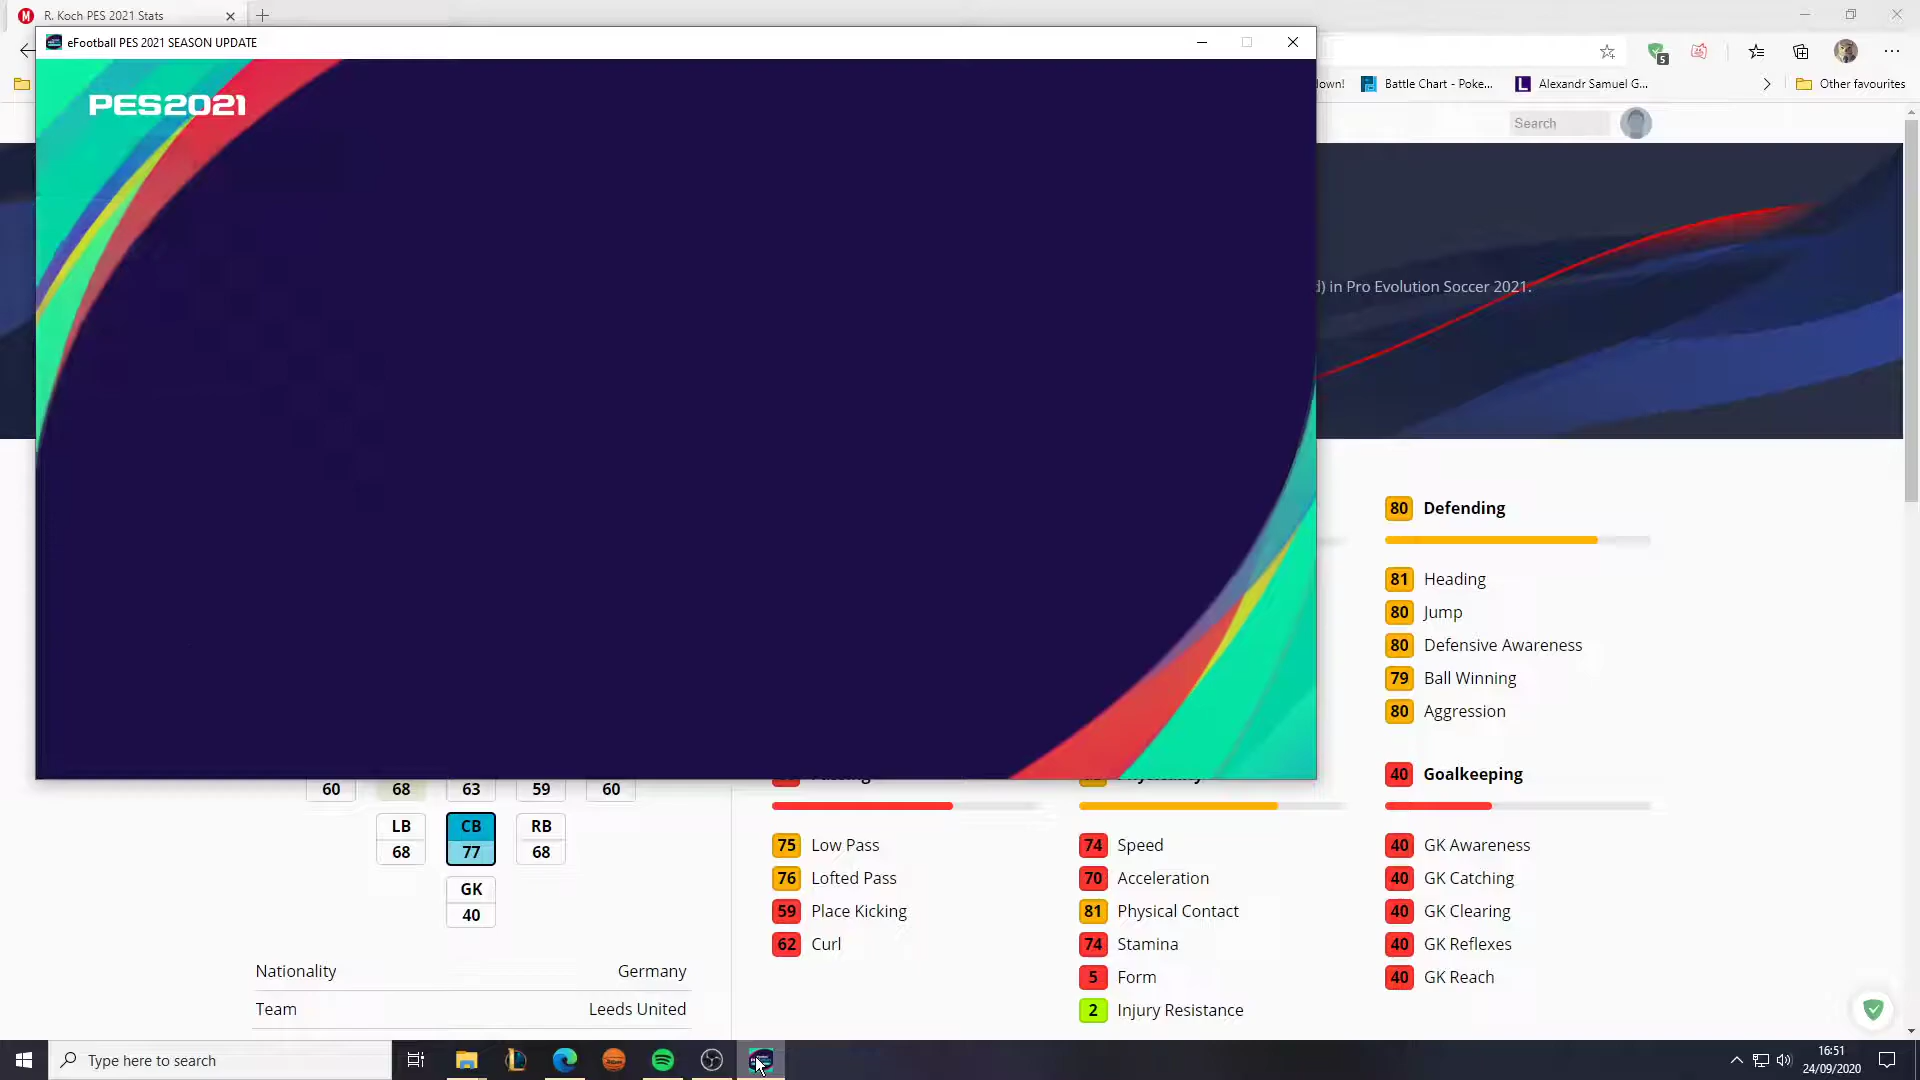 R. Koch PES 2021 Stats
eFootball PES 2021 SEASON UPDATE
5
Battle Chart - Poke...
Alexandr Samuel G...
Other favourites
PES2021
Search
in Pro Evolution Soccer 2021.
80 Defending
81 Heading
80 Jump
80 Defensive Awareness
79 Ball Winning
80 Aggression
40 Goalkeeping
60 68 63 59 60
LB CB RB
68 77 68
GK
40
75 Low Pass
76 Lofted Pass
59 Place Kicking
62 Curl
74 Speed
70 Acceleration
81 Physical Contact
74 Stamina
5 Form
2 Injury Resistance
40 GK Awareness
40 GK Catching
40 GK Clearing
40 GK Reflexes
40 GK Reach
Nationality Germany
Team Leeds United
Type here to search
16:51
24/09/2020